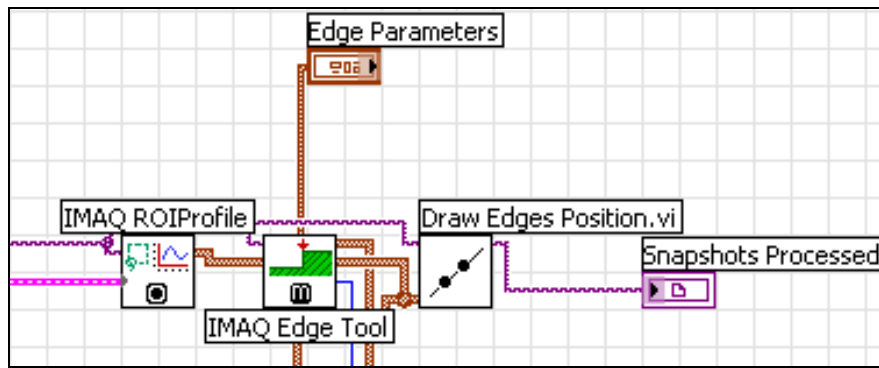 Edge Parameters
IMAQ ROIProfile
Draw Edges Position.vi
Snapshots Processed
IMAQ Edge Tool